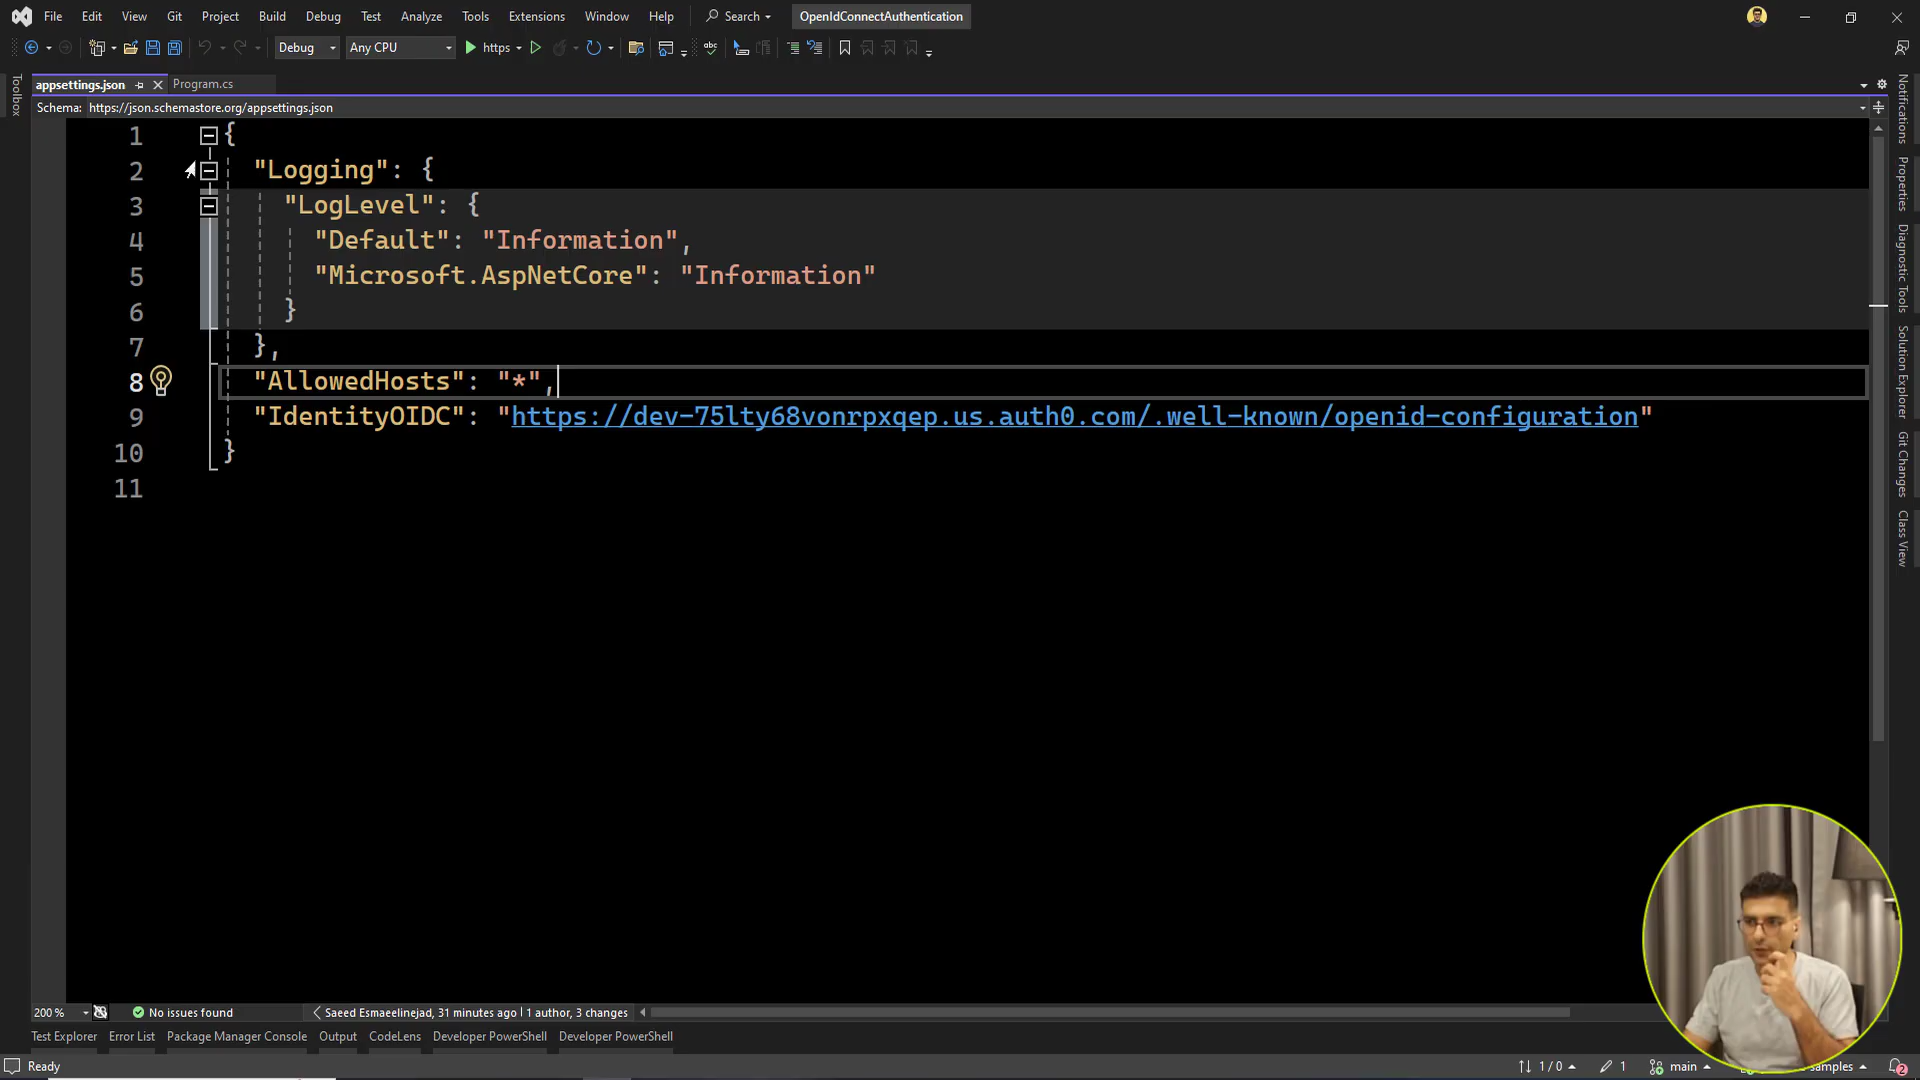 File Edit View Git Project Build Debug Test Analyze Tools Extensions Window Help Search OpenIdConnectAuthentication
Debug Any CPU https
appsettings.json Program.cs
Schema: https://json.schemastore.org/appsettings.json
1 {
2 "Logging": {
3 "LogLevel": {
4 "Default": "Information",
5 "Microsoft.AspNetCore": "Information"
6 }
7 },
8 "AllowedHosts": "*",
9 "IdentityOIDC": "https://dev-75lty68vonrpxqep.us.auth0.com/.well-known/openid-configuration"
10 }
11
Toolbox
Notifications
Properties
Diagnostic Tools
Solution Explorer
Git Changes
Class View
200 % No issues found Saeed Esmaeelinejad, 31 minutes ago | 1 author, 3 changes
Test Explorer Error List Package Manager Console Output CodeLens Developer PowerShell Developer PowerShell
Ready 1 / 0 1 main samples 2